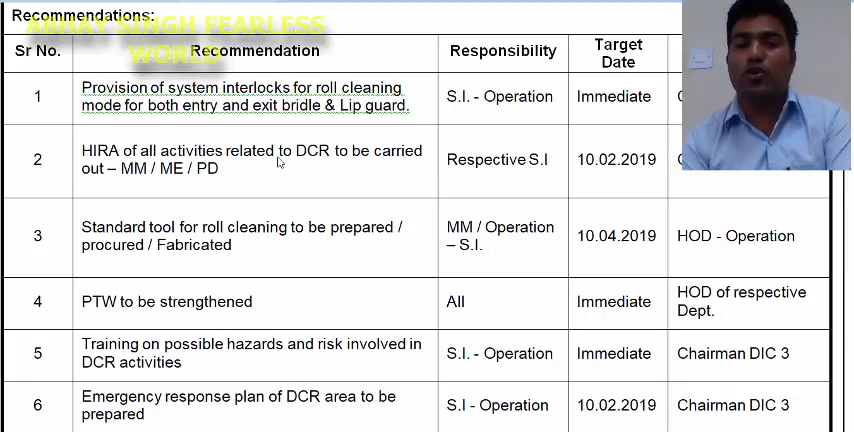 Recommendations:
ABHAY SINGH FEARLESS
WORLD
Sr No.
Recommendation
Responsibility
Target
Date
1
Provision of system interlocks for roll cleaning
mode for both entry and exit bridle & Lip guard.
S.I. - Operation
Immediate
2
HIRA of all activities related to DCR to be carried
out – MM / ME / PD
Respective S.I
10.02.2019
3
Standard tool for roll cleaning to be prepared /
procured / Fabricated
MM / Operation
– S.I.
10.04.2019
HOD - Operation
4
PTW to be strengthened
All
Immediate
HOD of respective
Dept.
5
Training on possible hazards and risk involved in
DCR activities
S.I. - Operation
Immediate
Chairman DIC 3
6
Emergency response plan of DCR area to be
prepared
S.I - Operation
10.02.2019
Chairman DIC 3